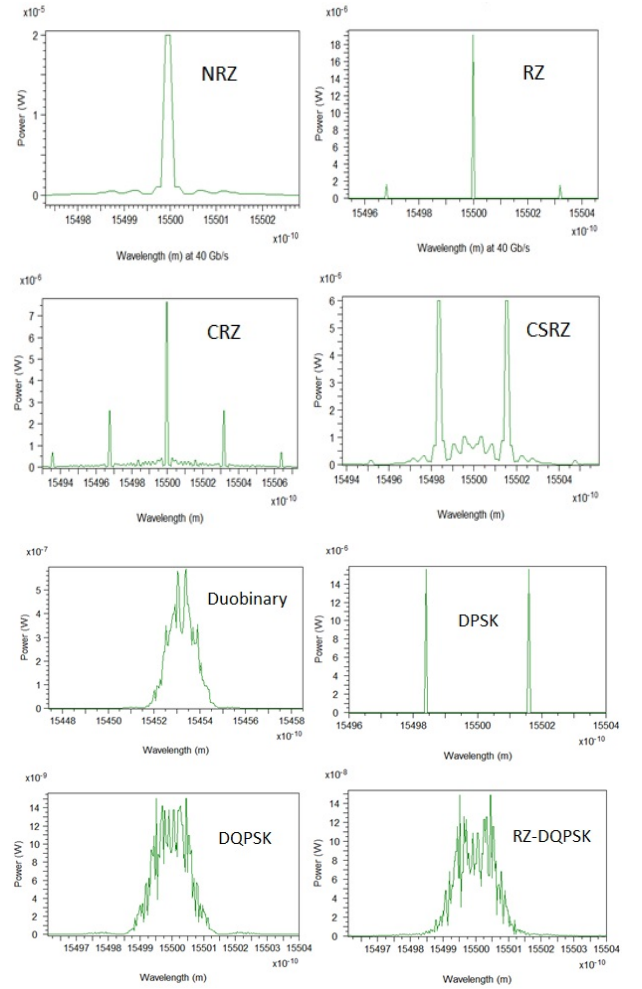 x10⁻⁵
Power (W)
2
1
0
NRZ
15498 15499 15500 15501 15502
x10⁻¹⁰
Wavelength (m) at 40 Gb/s
x10⁻⁶
Power (W)
18
16
14
12
10
8
6
4
2
0
RZ
15496 15498 15500 15502 15504
x10⁻¹⁰
Wavelength (m) at 40 Gb/s
x10⁻⁶
Power (W)
7
6
5
4
3
2
1
0
CRZ
15494 15496 15498 15500 15502 15504 15506
x10⁻¹⁰
Wavelength (m)
x10⁻⁶
Power (W)
6
5
4
3
2
1
0
CSRZ
15494 15496 15498 15500 15502 15504
x10⁻¹⁰
Wavelength (m)
x10⁻⁷
Power (W)
5
4
3
2
1
0
Duobinary
15448 15450 15452 15454 15456 15458
x10⁻¹⁰
Wavelength (m)
x10⁻⁶
Power (W)
14
12
10
8
6
4
2
0
DPSK
15496 15498 15500 15502 15504
x10⁻¹⁰
Wavelength (m)
x10⁻⁹
Power (W)
14
12
10
8
6
4
2
0
DQPSK
15497 15498 15499 15500 15501 15502 15503 15504
x10⁻¹⁰
Wavelength (m)
x10⁻⁸
Power (W)
14
12
10
8
6
4
2
0
RZ-DQPSK
15497 15498 15499 15500 15501 15502 15503 15504
x10⁻¹⁰
Wavelength (m)